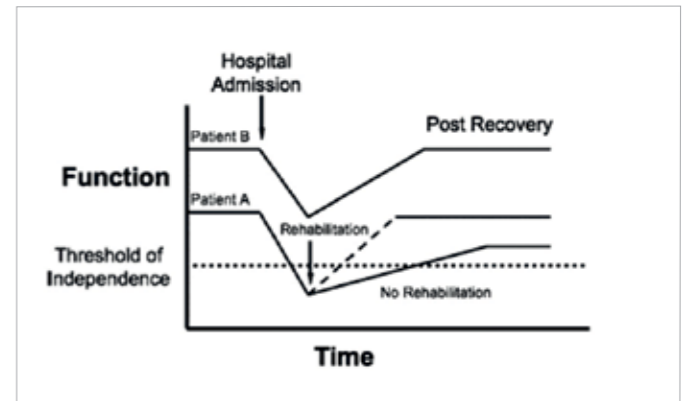 Hospital
Admission
Patient B
Post Recovery
Function
Patient A
Rehabilitation
Threshold of
Independence
No Rehabilitation
Time